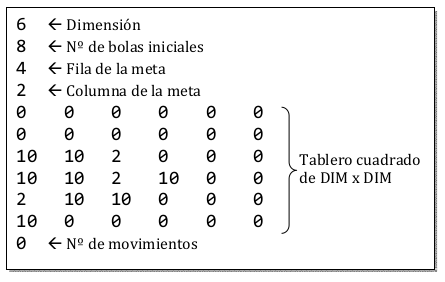 6 ← Dimensión
8 ← Nº de bolas iniciales
4 ← Fila de la meta
2 ← Columna de la meta
0 0 0 0 0 0
0 0 0 0 0 0
10 10 2 0 0 0
10 10 2 10 0 0
2 10 10 0 0 0
10 0 0 0 0 0
Tablero cuadrado
de DIM x DIM
0 ← Nº de movimientos